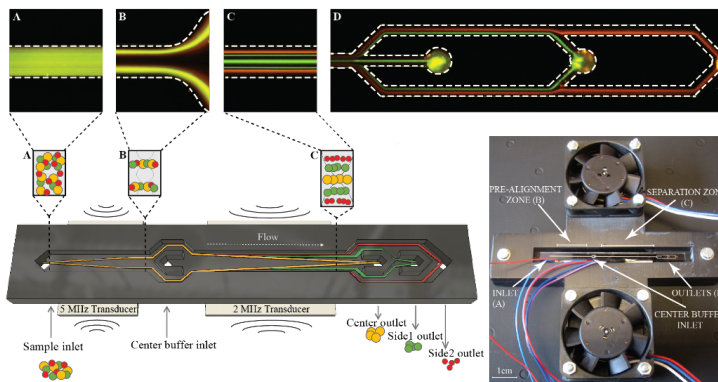 A
B
C
D
A
B
C
Flow
5 MHz Transducer
2 MHz Transducer
Sample inlet
Center buffer inlet
Center outlet
Side1 outlet
Side2 outlet
PRE-ALIGNMENT
ZONE (B)
SEPARATION ZON
(C)
INLET
(A)
OUTLETS (
CENTER BUFFE
INLET
1cm